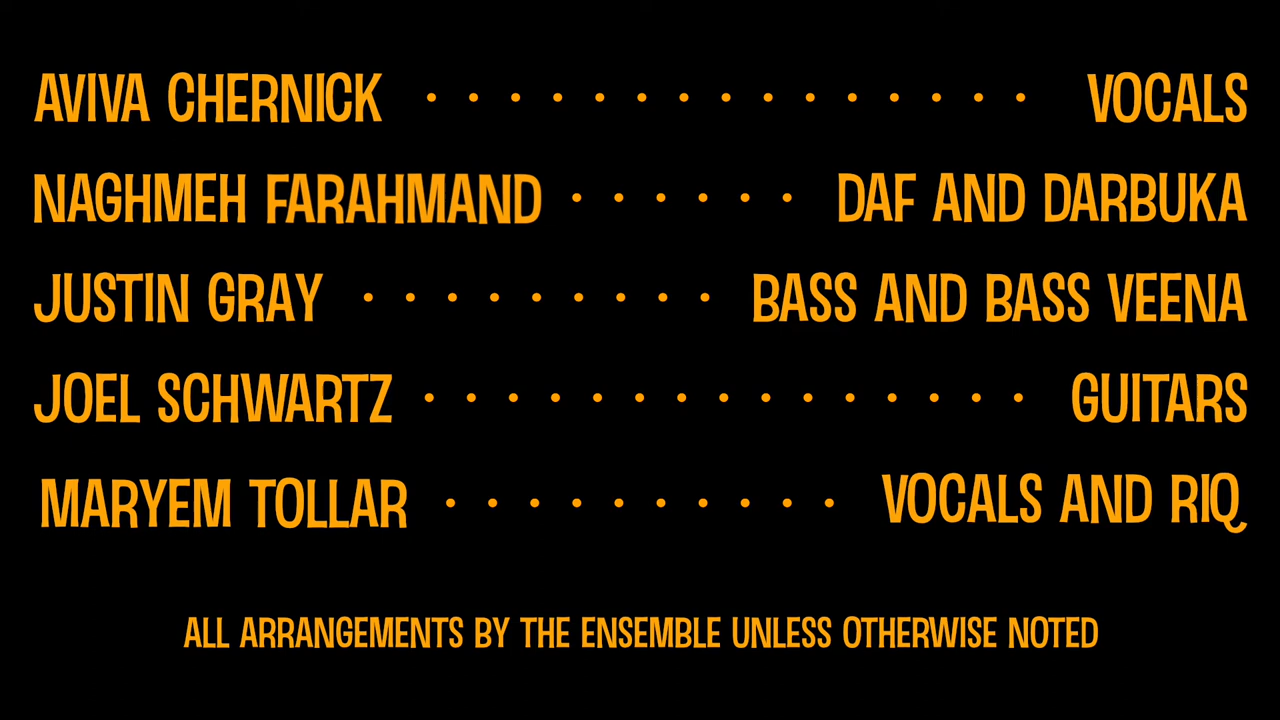 AVIVA CHERNICK . . . . . . . . . . . . . . . VOCALS
NAGHMEH FARAHMAND . . . . . . DAF AND DARBUKA
JUSTIN GRAY . . . . . . . . . BASS AND BASS VEENA
JOEL SCHWARTZ . . . . . . . . . . . . . . . GUITARS
MARYEM TOLLAR . . . . . . . . . . VOCALS AND RIQ
ALL ARRANGEMENTS BY THE ENSEMBLE UNLESS OTHERWISE NOTED